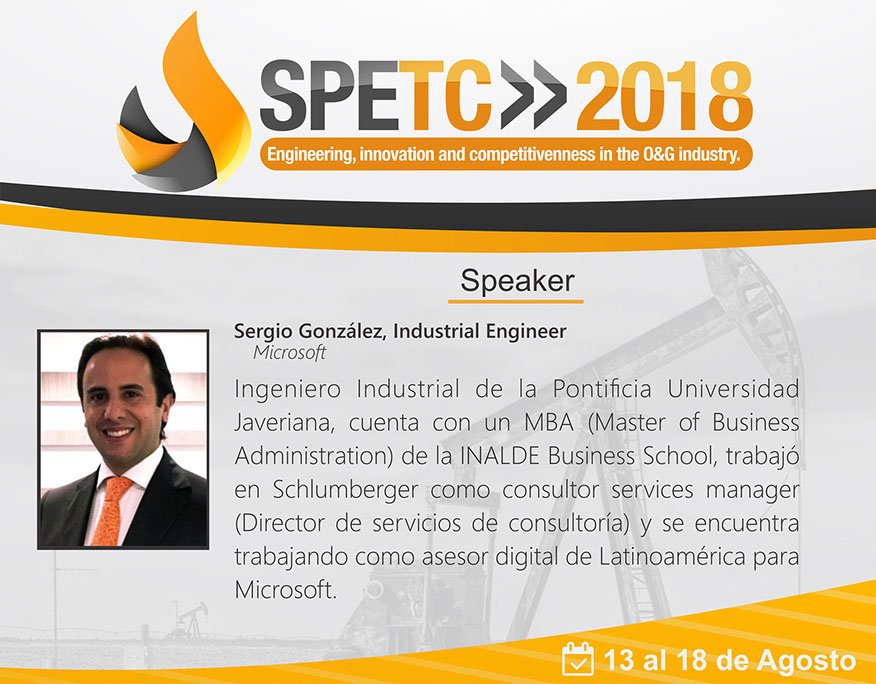 SPETC>>2018
Engineering, innovation and competitivenness in the O&G industry.
Speaker
Sergio González, Industrial Engineer
Microsoft
Ingeniero Industrial de la Pontificia Universidad
Javeriana, cuenta con un MBA (Master of Business
Administration) de la INALDE Business School, trabajó
en Schlumberger como consultor services manager
(Director de servicios de consultoría) y se encuentra
trabajando como asesor digital de Latinoamérica para
Microsoft.
13 al 18 de Agosto